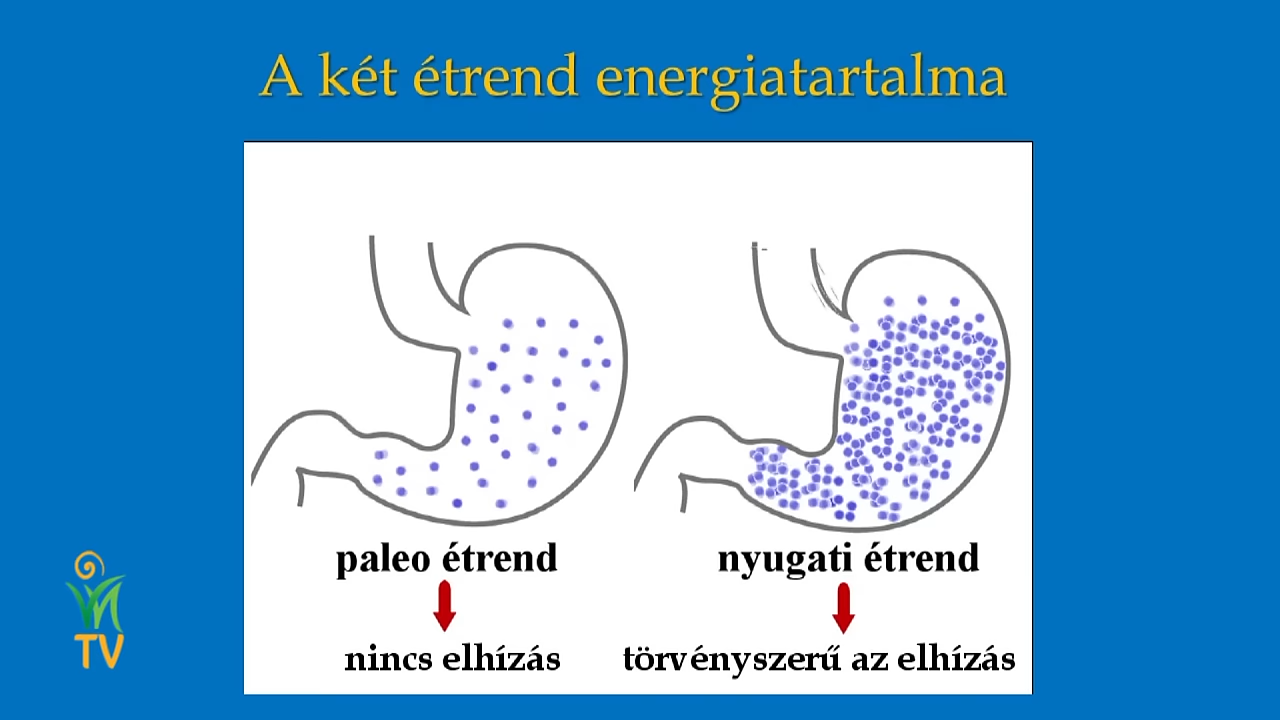 A két étrend energiatartalma
paleo étrend
nyugati étrend
nincs elhízás
törvényszerű az elhízás
TV